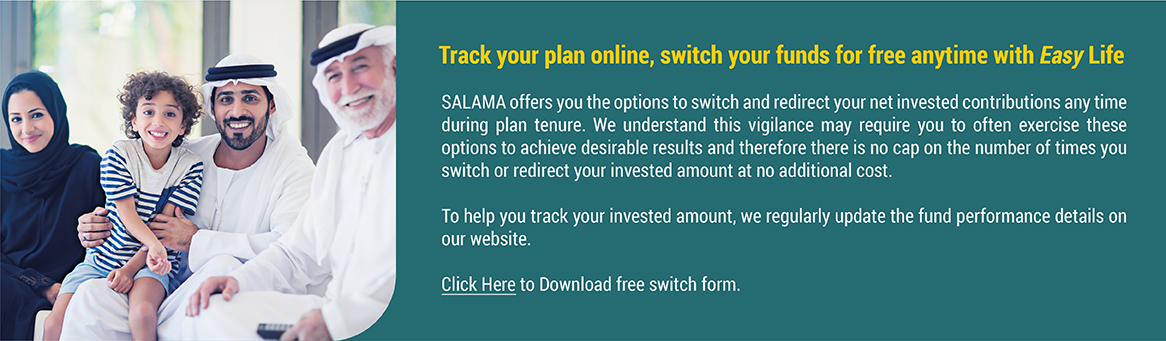 Track your plan online, switch your funds for free anytime with Easy Life
SALAMA offers you the options to switch and redirect your net invested contributions any time
during plan tenure. We understand this vigilance may require you to often exercise these
options to achieve desirable results and therefore there is no cap on the number of times you
switch or redirect your invested amount at no additional cost.
To help you track your invested amount, we regularly update the fund performance details on
our website.
Click Here to Download free switch form.